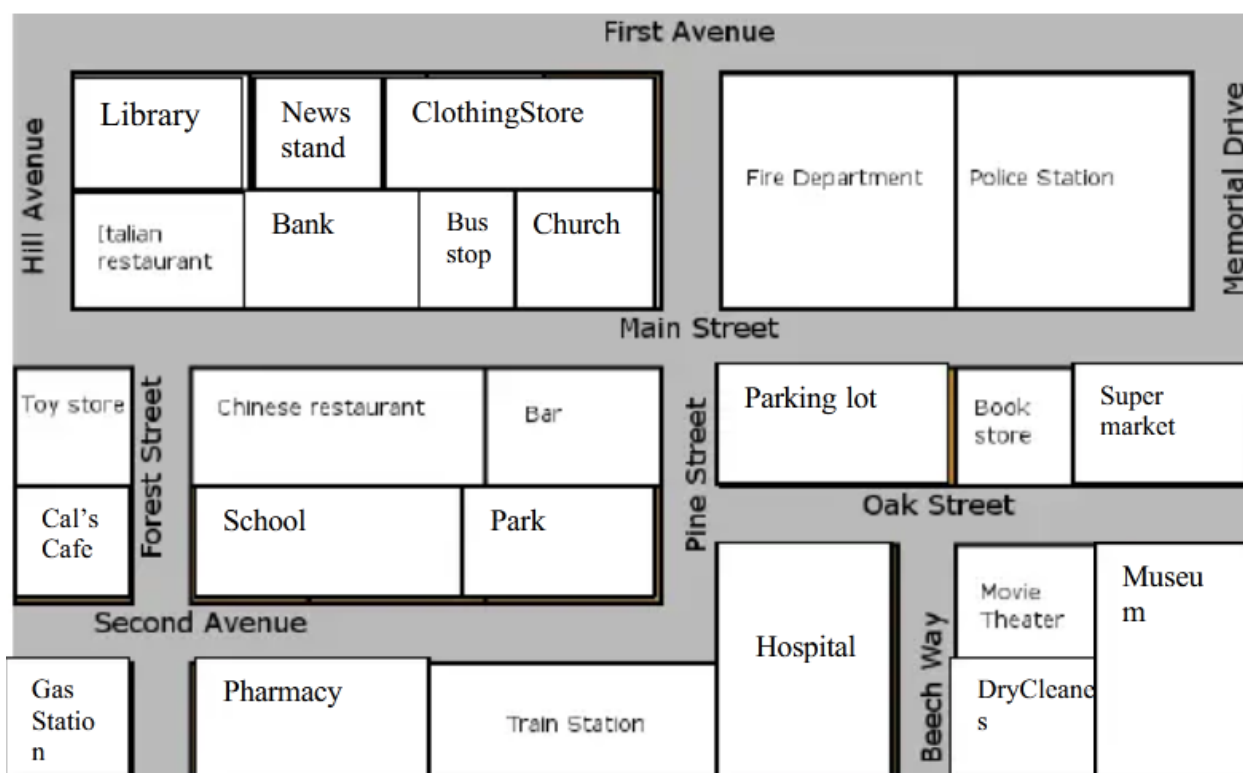 First Avenue
Hill Avenue
Library
News
stand
ClothingStore
Fire Department
Police Station
Memorial Drive
Italian
restaurant
Bank
Bus
stop
Church
Main Street
Toy store
Forest Street
Chinese restaurant
Bar
Pine Street
Parking lot
Book
store
Super
market
Cal's
Cafe
School
Park
Oak Street
Second Avenue
Hospital
Beech Way
Movie
Theater
Museu
m
Gas
Statio
n
Pharmacy
Train Station
DryCleane
s